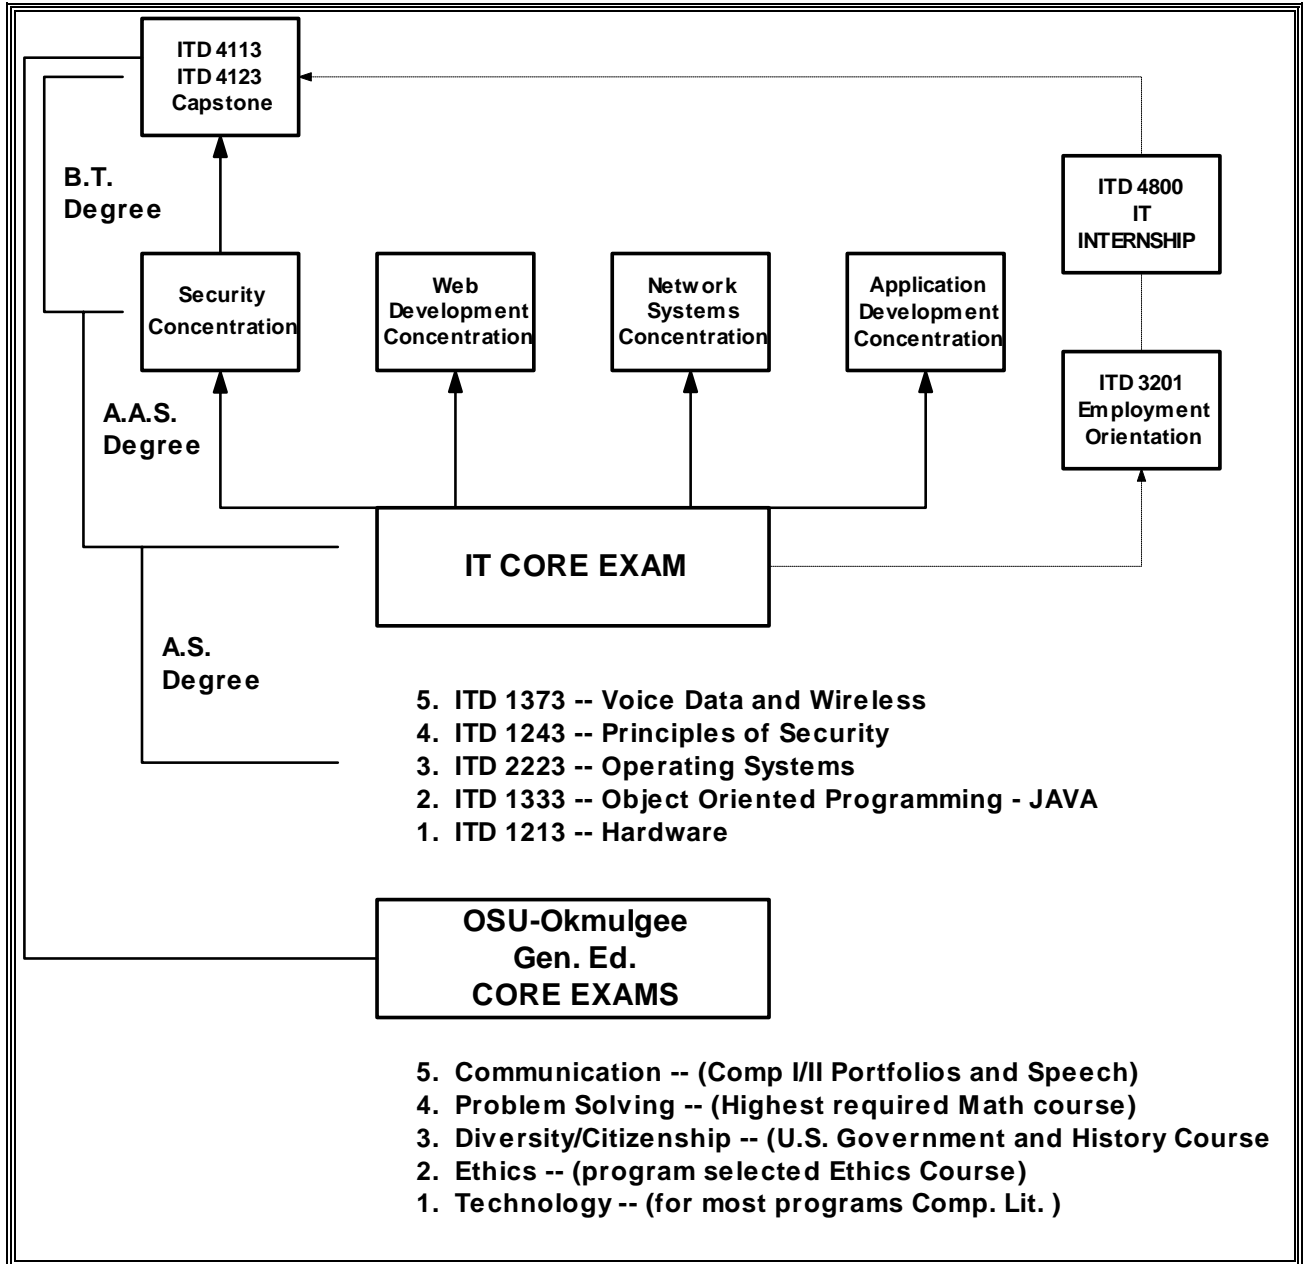 ITD 4113
ITD 4123
Capstone
B.T.
Degree
ITD 4800
IT
INTERNSHIP
Security
Concentration
Web
Development
Concentration
Network
Systems
Concentration
Application
Development
Concentration
ITD 3201
Employment
Orientation
A.A.S.
Degree
IT CORE EXAM
A.S.
Degree
5. ITD 1373 -- Voice Data and Wireless
4. ITD 1243 -- Principles of Security
3. ITD 2223 -- Operating Systems
2. ITD 1333 -- Object Oriented Programming - JAVA
1. ITD 1213 -- Hardware
OSU-Okmulgee
Gen. Ed.
CORE EXAMS
5. Communication -- (Comp I/II Portfolios and Speech)
4. Problem Solving -- (Highest required Math course)
3. Diversity/Citizenship -- (U.S. Government and History Course
2. Ethics -- (program selected Ethics Course)
1. Technology -- (for most programs Comp. Lit. )